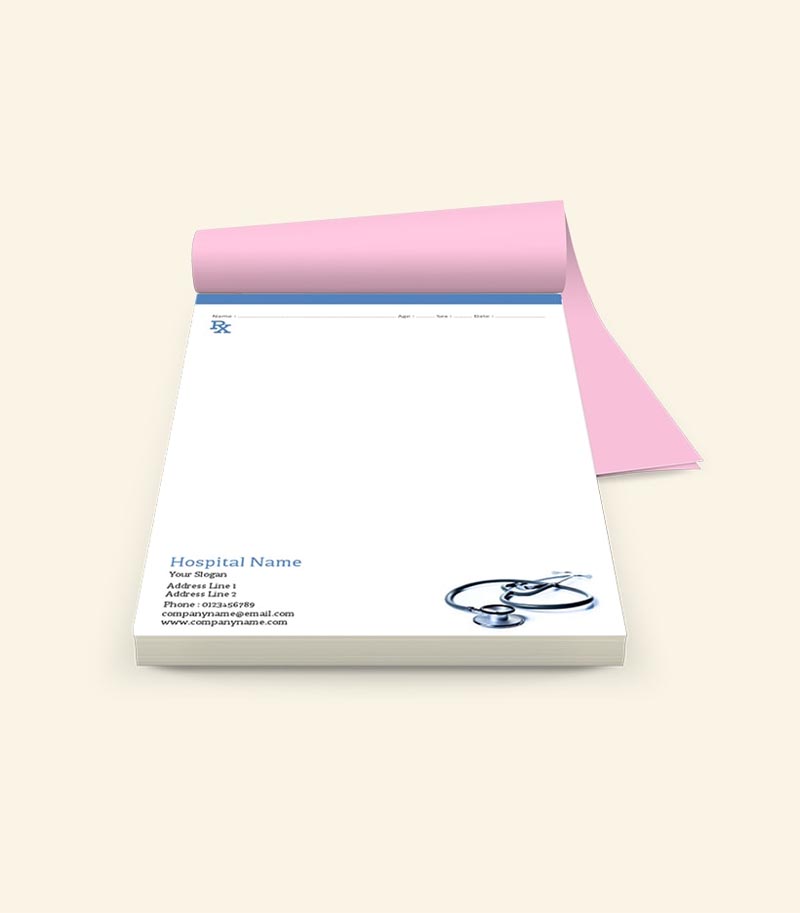 Name : Age : Sex : Date :
Rx
Hospital Name
Your Slogan
Address Line 1
Address Line 2
Phone : 0123456789
companyname@email.com
www.companyname.com